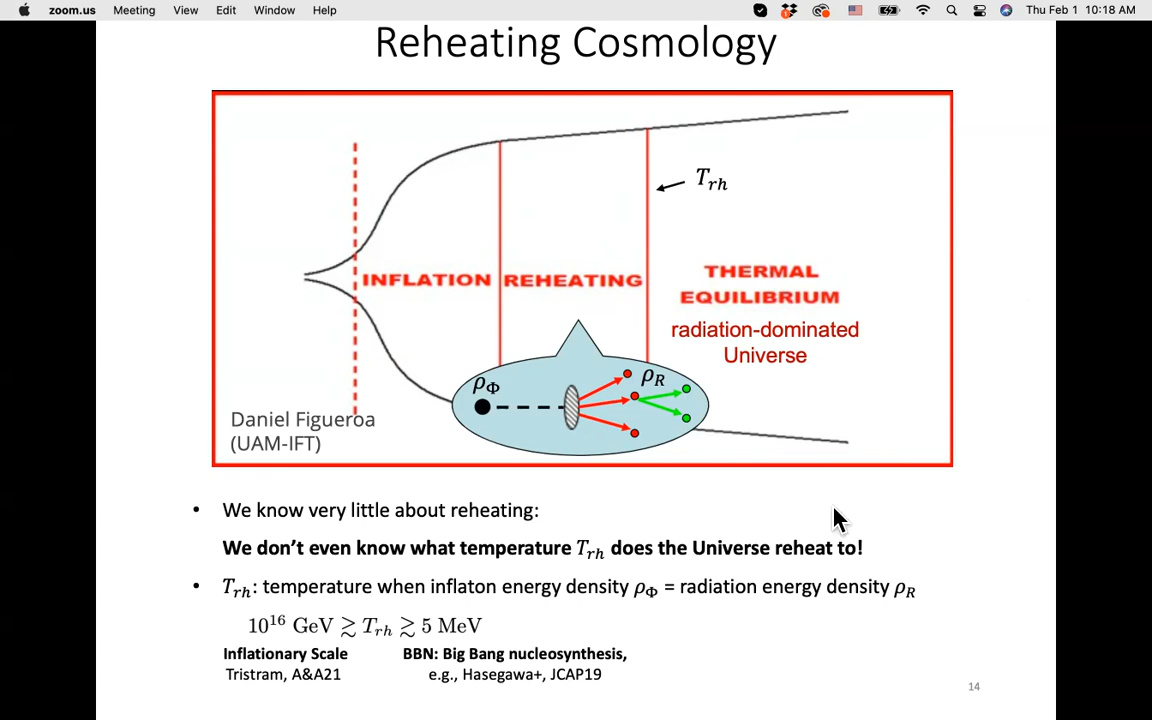 zoom.us Meeting View Edit Window Help Thu Feb 1 10:18 AM
Reheating Cosmology
T_rh
INFLATION REHEATING
THERMAL
EQUILIBRIUM
radiation-dominated
Universe
ρ_Φ ρ_R
Daniel Figueroa
(UAM-IFT)
• We know very little about reheating:
We don't even know what temperature T_rh does the Universe reheat to!
• T_rh: temperature when inflaton energy density ρ_Φ = radiation energy density ρ_R
10^16 GeV ≳ T_rh ≳ 5 MeV
Inflationary Scale BBN: Big Bang nucleosynthesis,
Tristram, A&A21 e.g., Hasegawa+, JCAP19
14